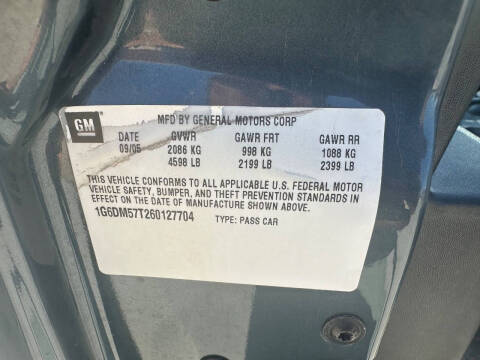 GM
MFD BY GENERAL MOTORS CORP
DATE GVWR GAWR FRT GAWR RR
09/05 2086 KG 998 KG 1088 KG
4598 LB 2199 LB 2399 LB
THIS VEHICLE CONFORMS TO ALL APPLICABLE U.S. FEDERAL MOTOR
VEHICLE SAFETY, BUMPER, AND THEFT PREVENTION STANDARDS IN
EFFECT ON THE DATE OF MANUFACTURE SHOWN ABOVE.
1G6DM57T260127704 TYPE: PASS CAR